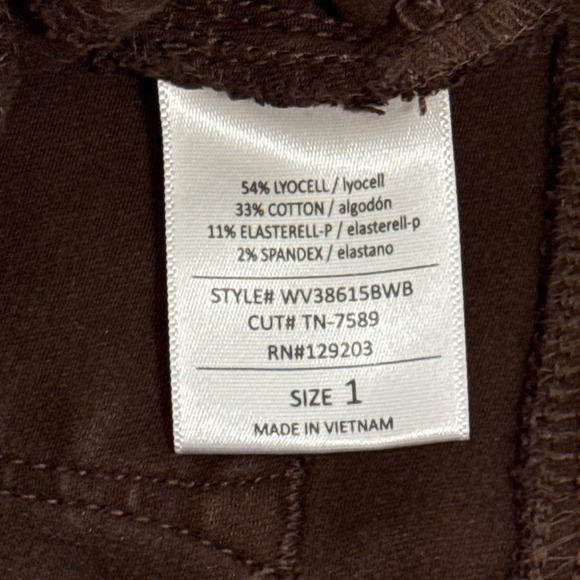 54% LYOCELL / lyocell
33% COTTON / algodón
11% ELASTERELL-P / elasterell-p
2% SPANDEX / elastano
STYLE# WV38615BWB
CUT# TN-7589
RN#129203
SIZE 1
MADE IN VIETNAM